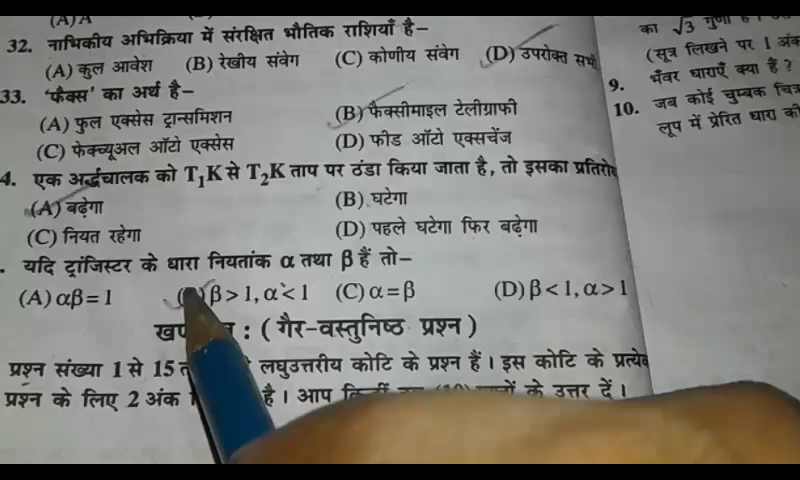 (A) A
32. नाभिकीय अभिक्रिया में संरक्षित भौतिक राशियाँ है–
(A) कुल आवेश (B) रेखीय संवेग (C) कोणीय संवेग (D) उपरोक्त सभी
33. 'फैक्स' का अर्थ है–
(A) फुल एक्सेस ट्रान्समिशन (B) फैक्सीमाइल टेलीग्राफी
(C) फेक्च्यूअल ऑटो एक्सेस (D) फीड ऑटो एक्सचेंज
4. एक अर्द्धचालक को T₁K से T₂K ताप पर ठंडा किया जाता है, तो इसका प्रतिरोध
(A) बढ़ेगा (B) घटेगा
(C) नियत रहेगा (D) पहले घटेगा फिर बढ़ेगा
. यदि ट्रांजिस्टर के धारा नियतांक α तथा β हैं तो–
(A) αβ = 1 β > 1, α < 1 (C) α = β (D) β < 1, α > 1
: ( गैर-वस्तुनिष्ठ प्रश्न )
प्रश्न संख्या 1 से 15 लघुउत्तरीय कोटि के प्रश्न हैं। इस कोटि के प्रत्येक
प्रश्न के लिए 2 अंक है। आप के उत्तर दें।
का √3 गुणा
(सूत्र लिखने पर 1 अंक
9. भँवर धाराएँ क्या हैं ?
10. जब कोई चुम्बक चित्र
लूप में प्रेरित धारा की